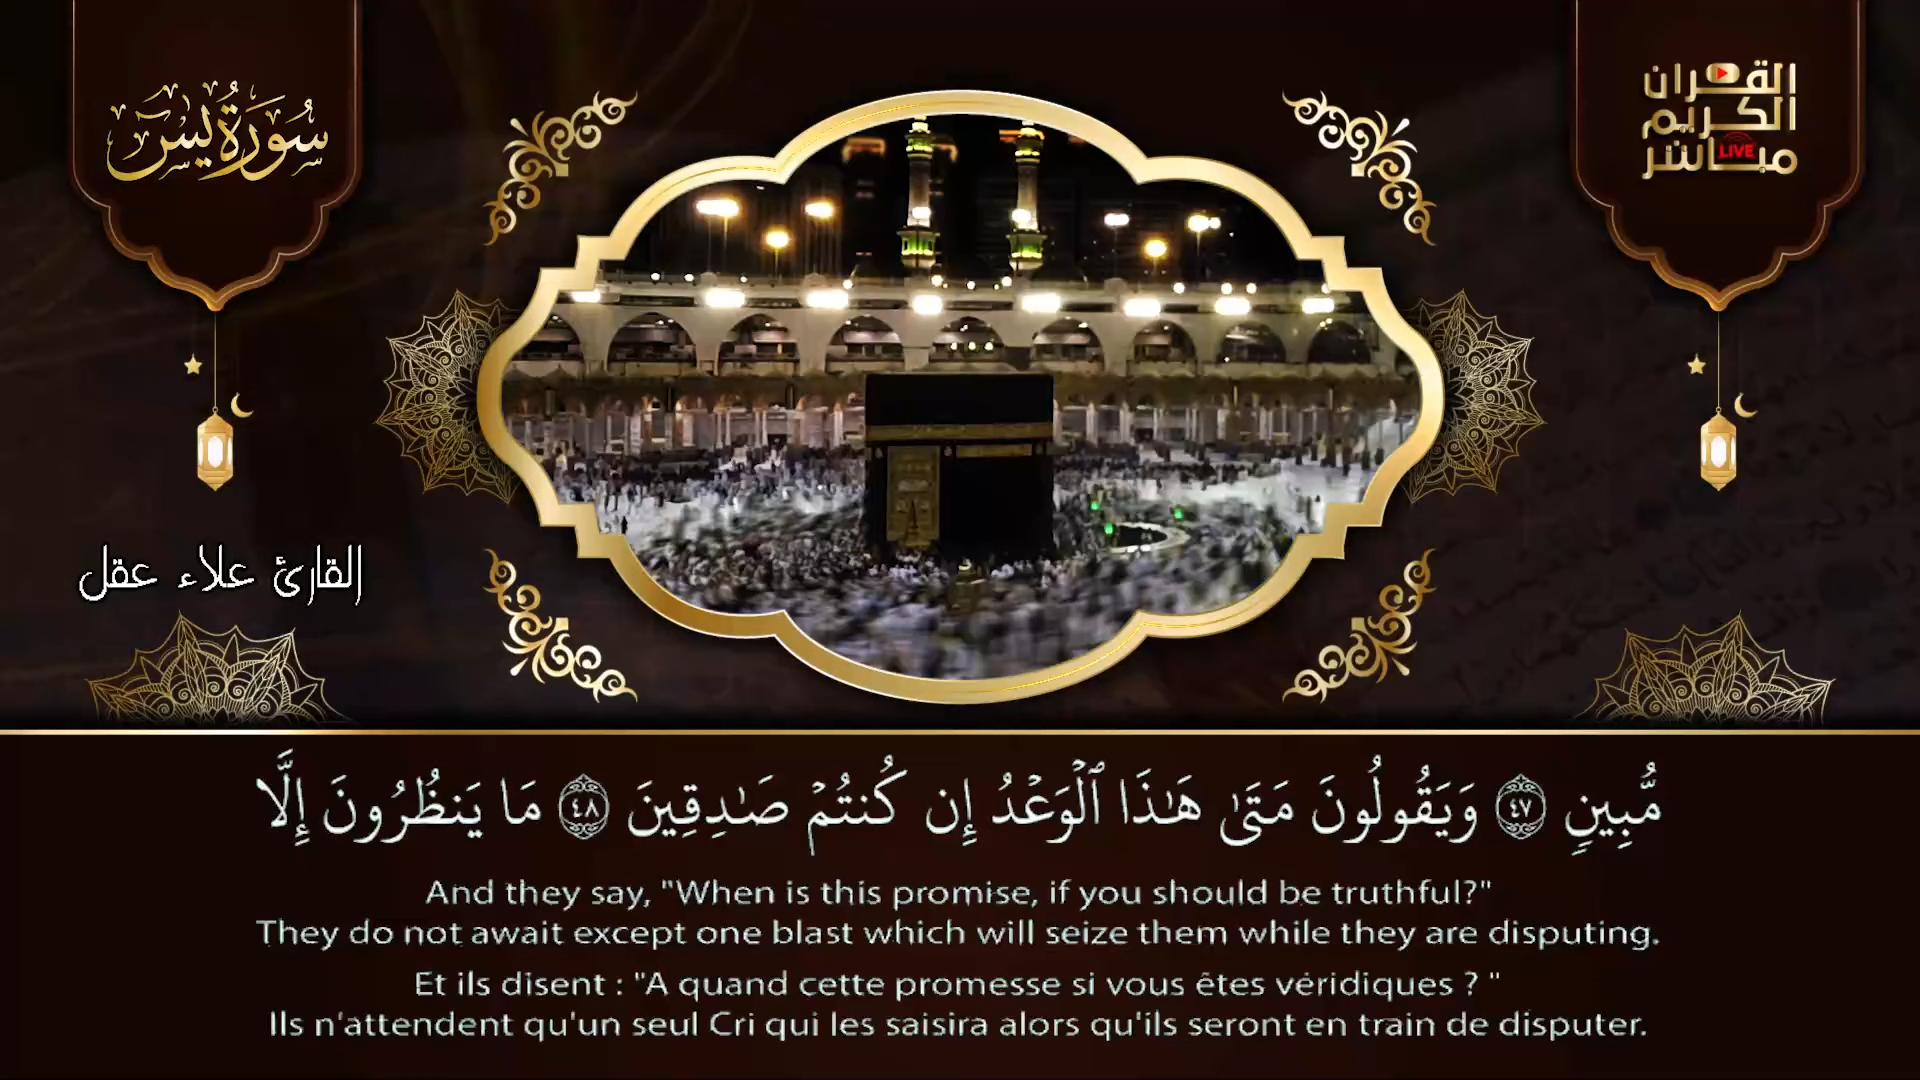 سُورَةُ يس
القران
الكريم
مباشر
LIVE
القارئ علاء عقل
مُّبِينٍ ٤٧ وَيَقُولُونَ مَتَىٰ هَٰذَا ٱلْوَعْدُ إِن كُنتُمْ صَٰدِقِينَ ٤٨ مَا يَنظُرُونَ إِلَّا
And they say, "When is this promise, if you should be truthful?"
They do not await except one blast which will seize them while they are disputing.
Et ils disent : "A quand cette promesse si vous êtes véridiques ? "
Ils n'attendent qu'un seul Cri qui les saisira alors qu'ils seront en train de disputer.